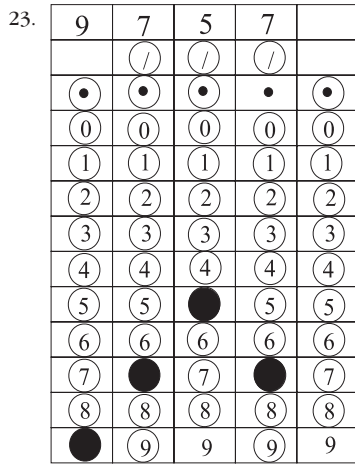 23. 9 7 5 7
/ / /
• • • • •
0 0 0 0 0
1 1 1 1 1
2 2 2 2 2
3 3 3 3 3
4 4 4 4 4
5 5 5 5
6 6 6 6 6
7 7 7
8 8 8 8 8
9 9 9 9